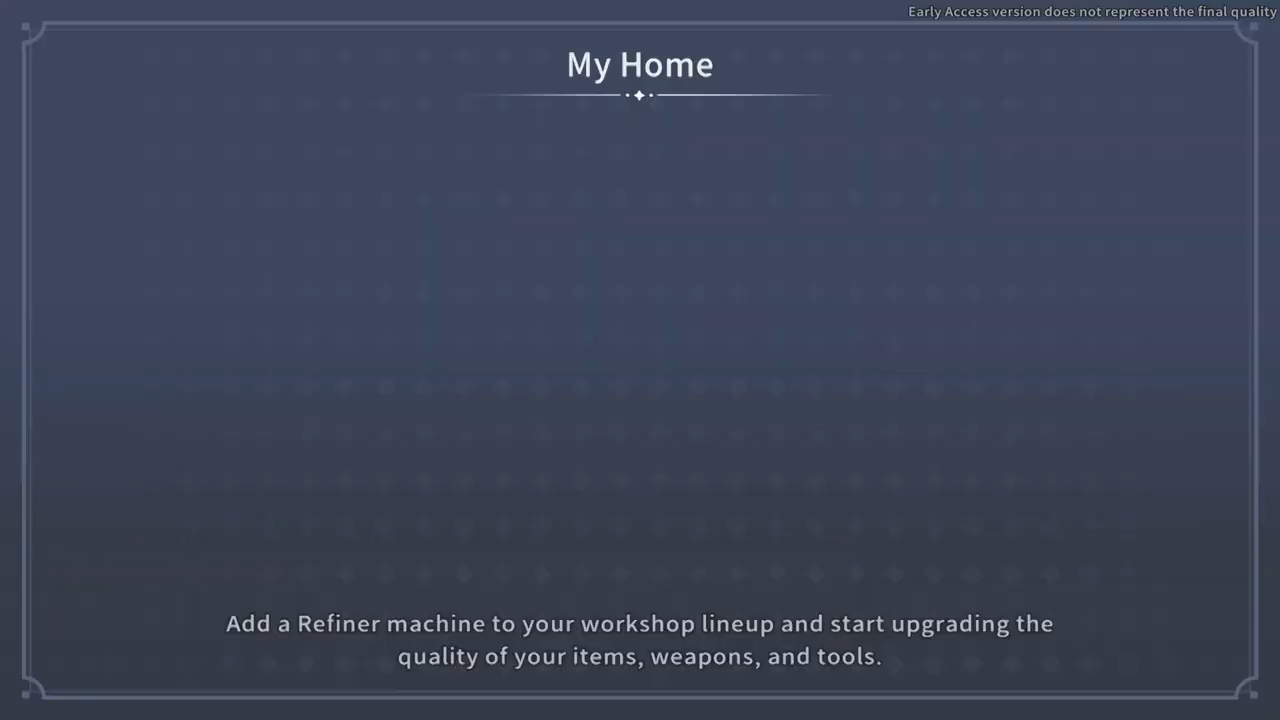 Early Access version does not represent the final quality
My Home
Add a Refiner machine to your workshop lineup and start upgrading the
quality of your items, weapons, and tools.